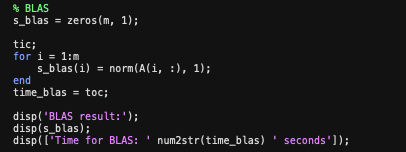 % BLAS
s_blas = zeros(m, 1);
tic;
for i = 1:m
s_blas(i) = norm(A(i, :), 1);
end
time_blas = toc;
disp('BLAS result:');
disp(s_blas);
disp(['Time for BLAS: ' num2str(time_blas) ' seconds']);